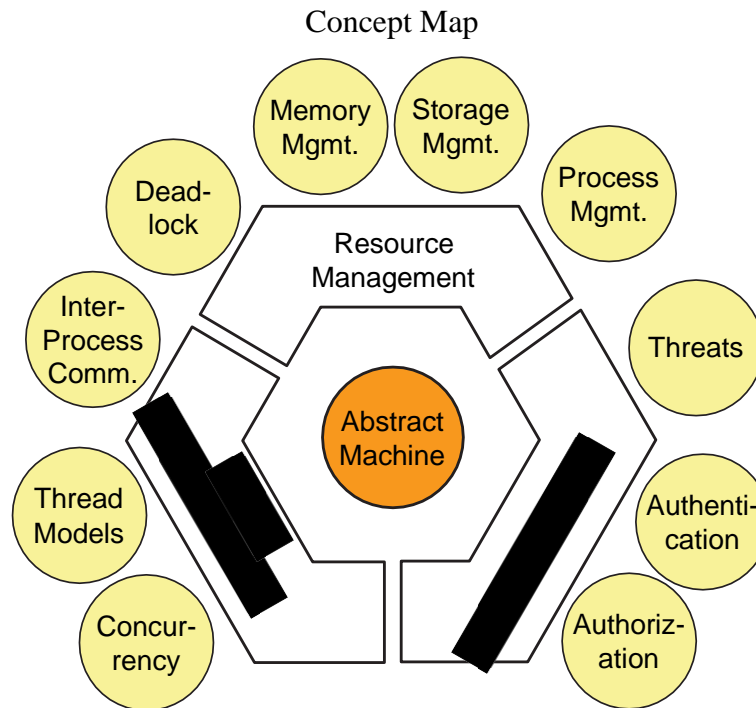 Concept Map
Memory
Mgmt.
Storage
Mgmt.
Process
Mgmt.
Dead-
lock
Resource
Management
Inter-
Process
Comm.
Threats
Abstract
Machine
Thread
Models
Authenti-
cation
Concur-
rency
Authoriz-
ation